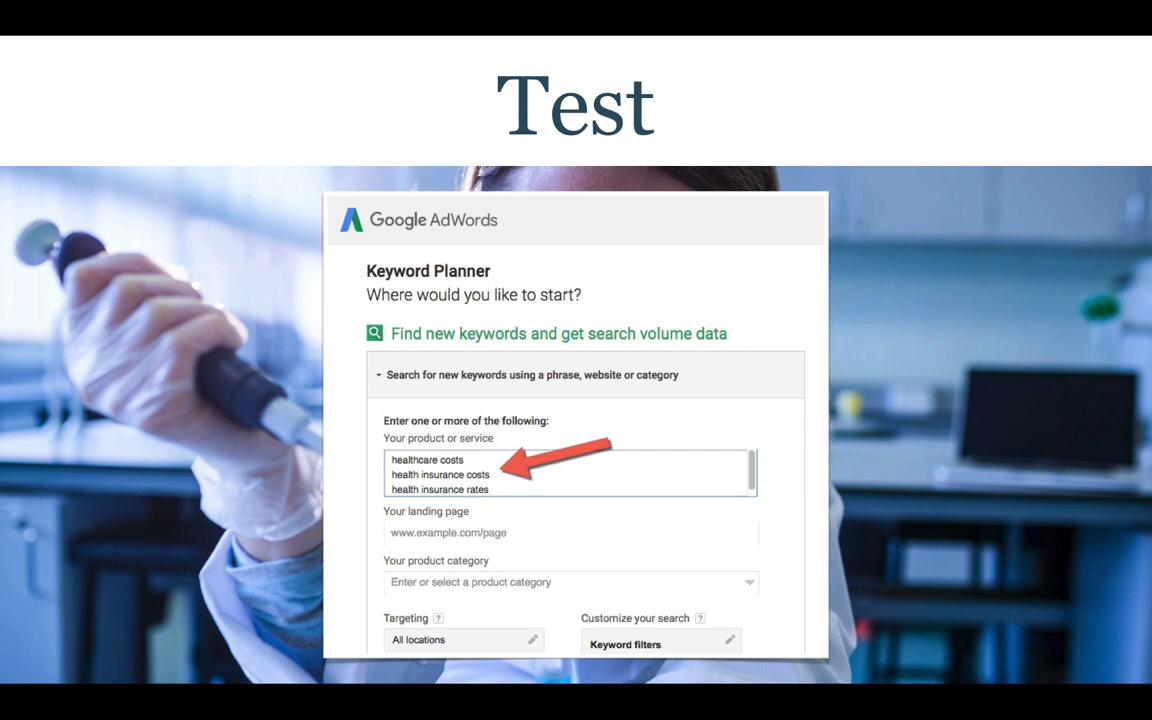 Test
Google AdWords
Keyword Planner
Where would you like to start?
Find new keywords and get search volume data
Search for new keywords using a phrase, website or category
Enter one or more of the following:
Your product or service
healthcare costs
health insurance costs
health insurance rates
Your landing page
www.example.com/page
Your product category
Enter or select a product category
Targeting ? Customize your search ?
All locations Keyword filters